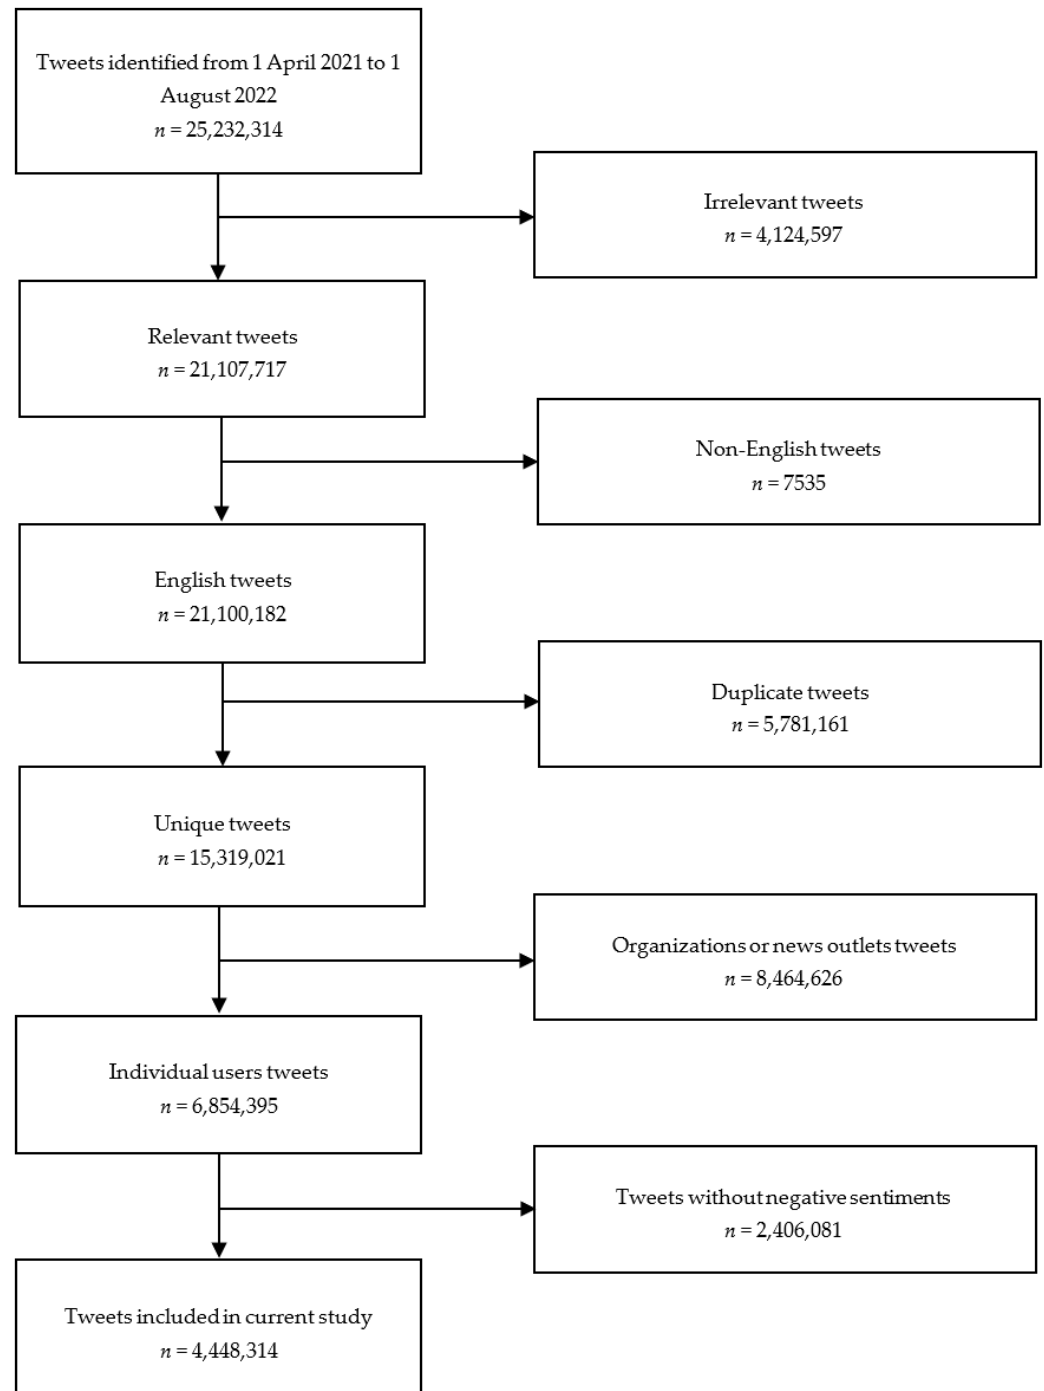 Tweets identified from 1 April 2021 to 1
August 2022
n = 25,232,314
Irrelevant tweets
n = 4,124,597
Relevant tweets
n = 21,107,717
Non-English tweets
n = 7535
English tweets
n = 21,100,182
Duplicate tweets
n = 5,781,161
Unique tweets
n = 15,319,021
Organizations or news outlets tweets
n = 8,464,626
Individual users tweets
n = 6,854,395
Tweets without negative sentiments
n = 2,406,081
Tweets included in current study
n = 4,448,314